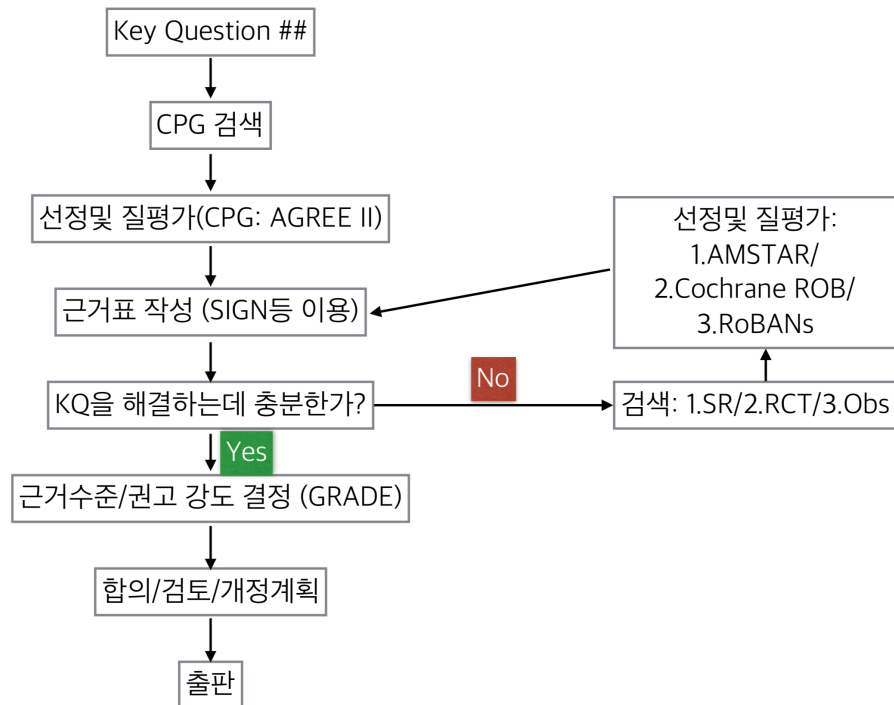 Key Question ##
CPG 검색
선정및 질평가(CPG: AGREE II)
근거표 작성 (SIGN등 이용)
KQ을 해결하는데 충분한가?
No
검색: 1.SR/2.RCT/3.Obs
선정및 질평가:
1.AMSTAR/
2.Cochrane ROB/
3.RoBANs
Yes
근거수준/권고 강도 결정 (GRADE)
합의/검토/개정계획
출판